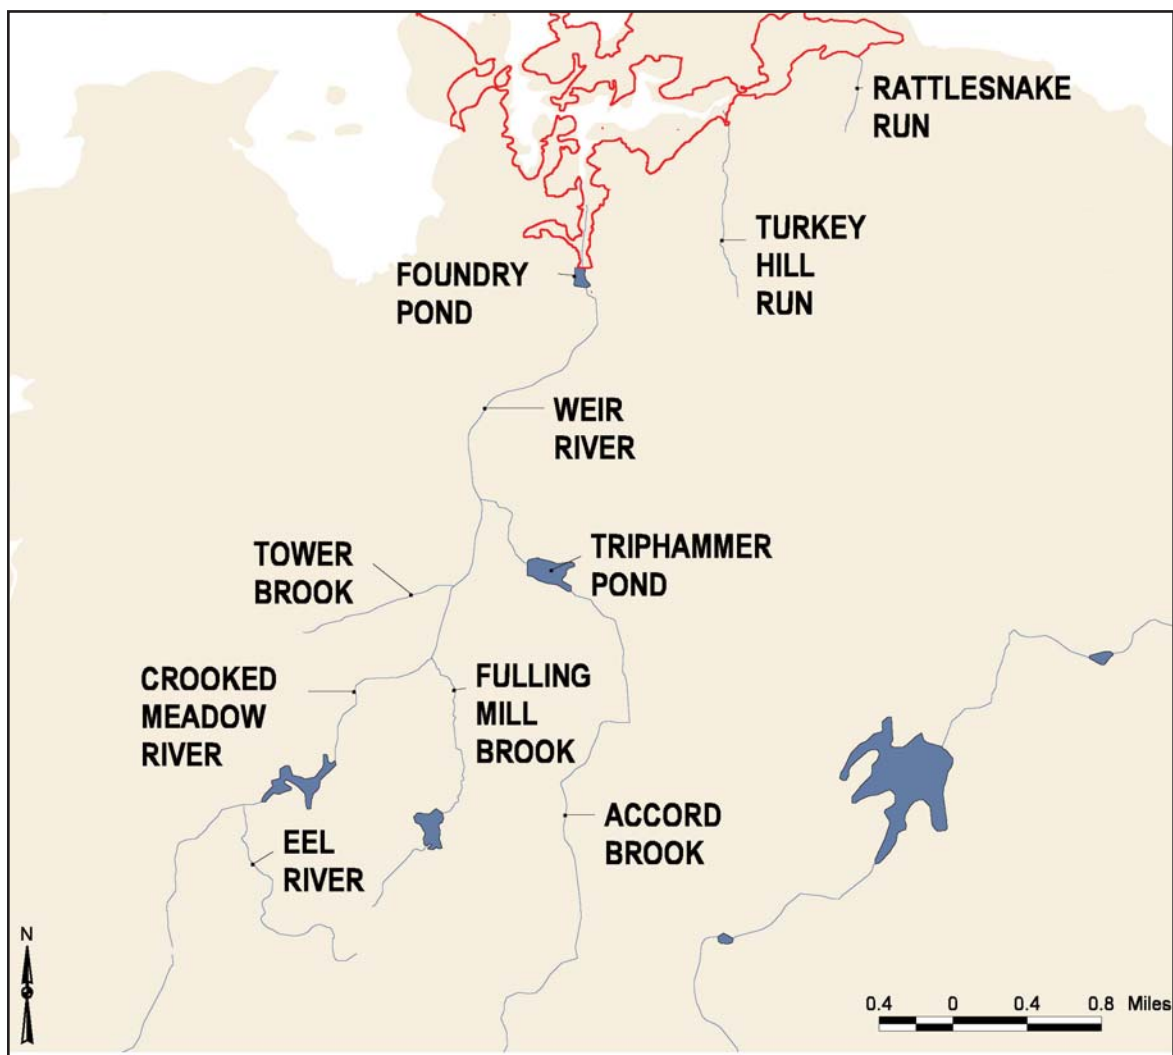 RATTLESNAKE
RUN
TURKEY
HILL
RUN
FOUNDRY
POND
WEIR
RIVER
TOWER
BROOK
TRIPHAMMER
POND
CROOKED
MEADOW
RIVER
FULLING
MILL
BROOK
ACCORD
BROOK
EEL
RIVER
N
0.4 0 0.4 0.8 Miles